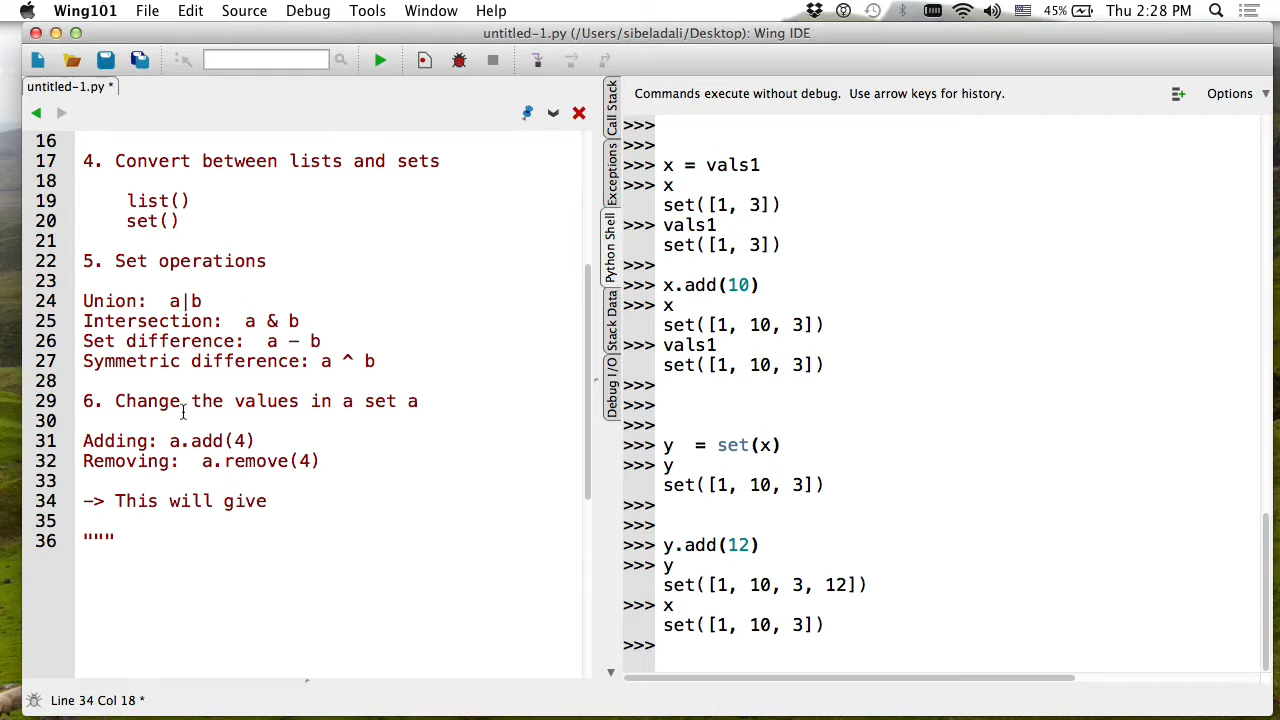 Wing101 File Edit Source Debug Tools Window Help 45% Thu 2:28 PM
untitled-1.py (/Users/sibeladali/Desktop): Wing IDE
untitled-1.py *
16
17 4. Convert between lists and sets
18
19 list()
20 set()
21
22 5. Set operations
23
24 Union:  a|b
25 Intersection:  a & b
26 Set difference:  a - b
27 Symmetric difference: a ^ b
28
29 6. Change the values in a set a
30
31 Adding: a.add(4)
32 Removing:  a.remove(4)
33
34 -> This will give
35
36 """
Line 34 Col 18 *
Call Stack
Exceptions
Python Shell
Stack Data
Debug I/O
Commands execute without debug.  Use arrow keys for history.
Options
>>>
>>>
>>> x = vals1
>>> x
set([1, 3])
>>> vals1
set([1, 3])
>>>
>>> x.add(10)
>>> x
set([1, 10, 3])
>>> vals1
set([1, 10, 3])
>>>
>>>
>>>
>>> y  = set(x)
>>> y
set([1, 10, 3])
>>>
>>>
>>> y.add(12)
>>> y
set([1, 10, 3, 12])
>>> x
set([1, 10, 3])
>>>